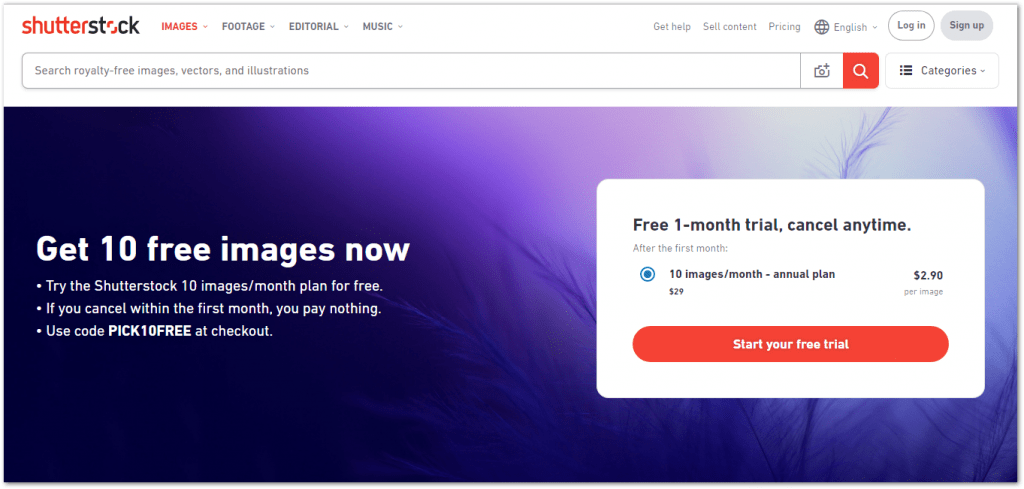 shutterstock IMAGES FOOTAGE EDITORIAL MUSIC Get help Sell content Pricing English Log in Sign up
Search royalty-free images, vectors, and illustrations Categories
Get 10 free images now
• Try the Shutterstock 10 images/month plan for free.
• If you cancel within the first month, you pay nothing.
• Use code PICK10FREE at checkout.
Free 1-month trial, cancel anytime.
After the first month:
10 images/month - annual plan $2.90
$29 per image
Start your free trial